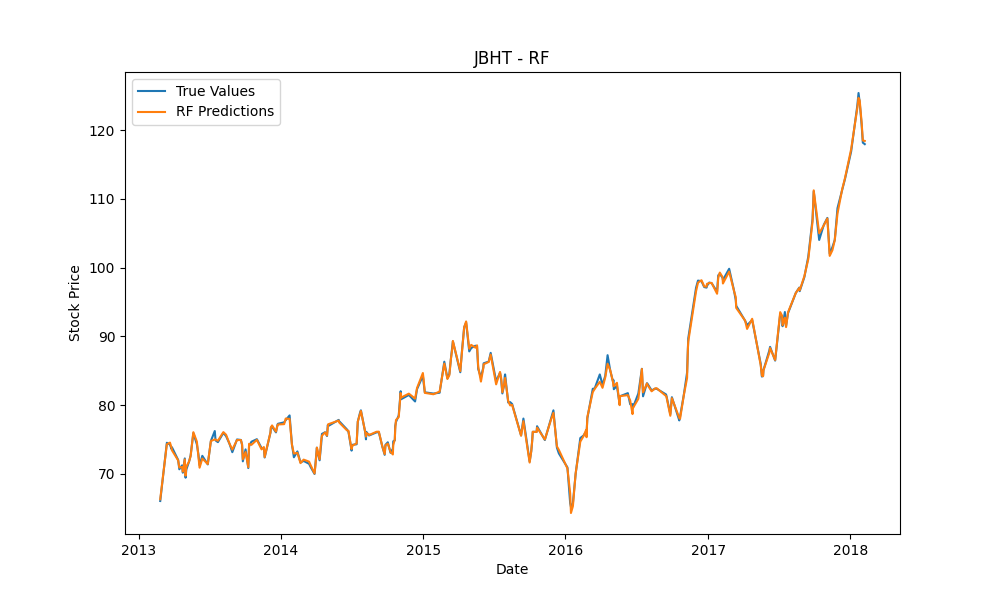 JBHT - RF
True Values
RF Predictions
120
110
100
90
80
70
Stock Price
2013 2014 2015 2016 2017 2018
Date